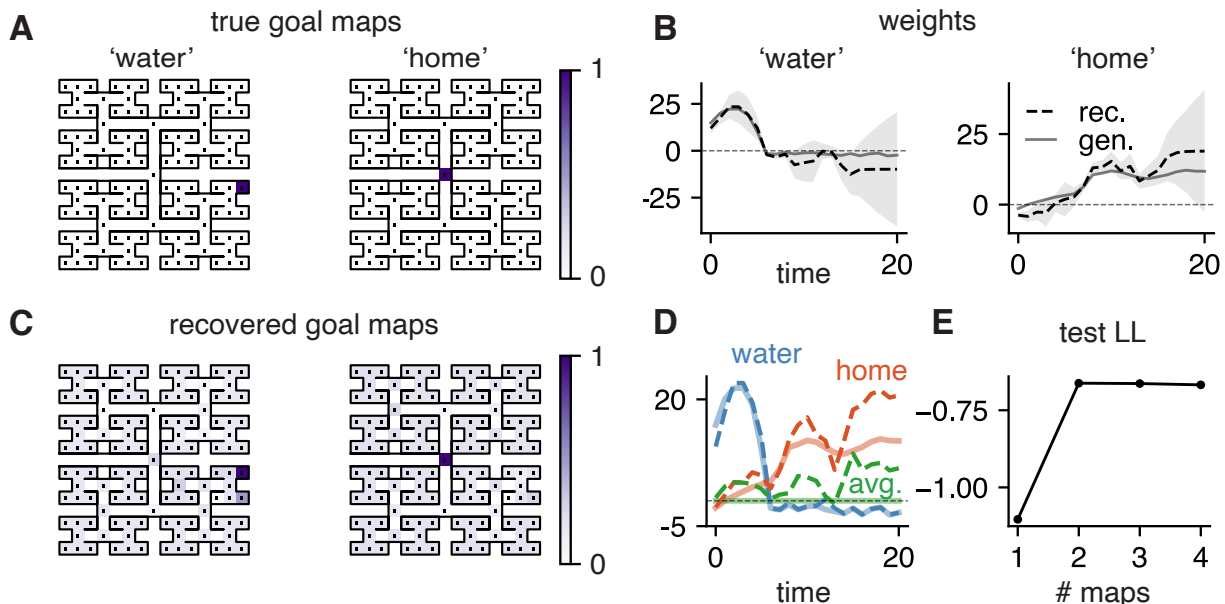 A
true goal maps
'water'
'home'
1
0
B
weights
'water'
'home'
25
0
-25
0
20
time
rec.
gen.
25
0
0
20
C
recovered goal maps
1
0
D
water
home
avg.
20
-5
0
20
time
E
test LL
−0.75
−1.00
1
2
3
4
# maps